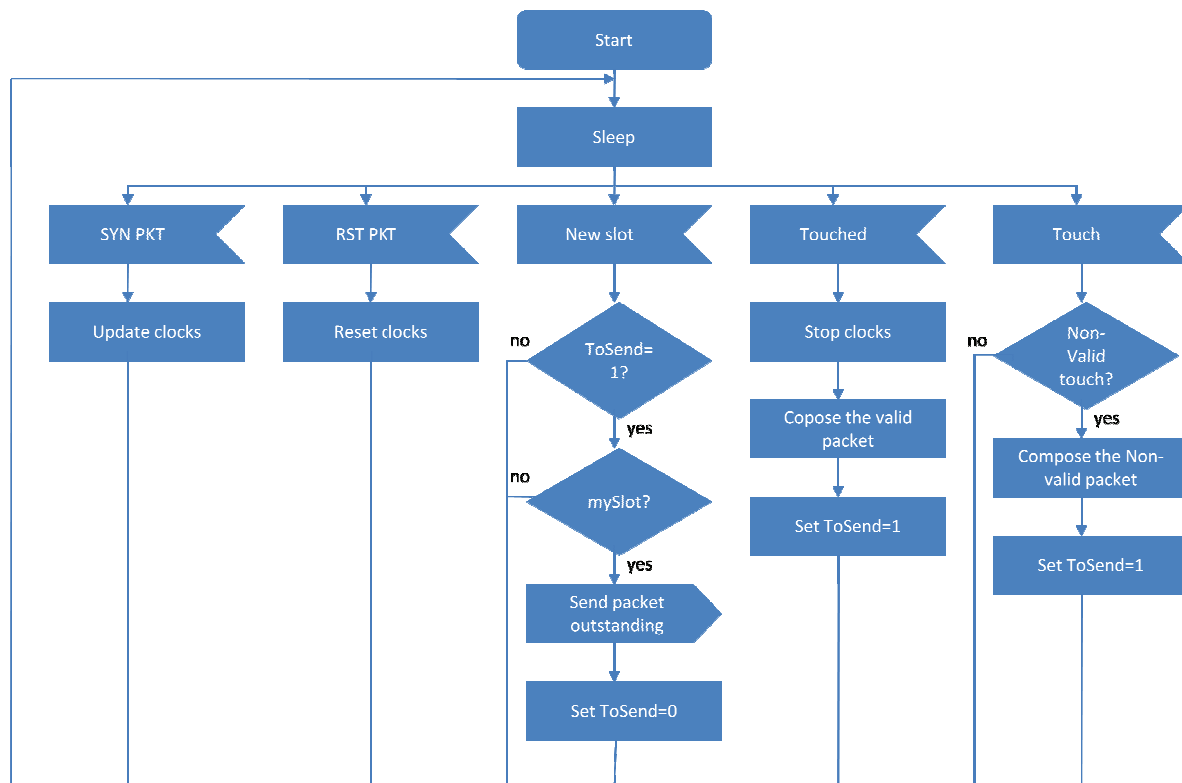 Start
Sleep
SYN PKT
RST PKT
New slot
Touched
Touch
Update clocks
Reset clocks
no
ToSend=
1?
yes
no
mySlot?
yes
Send packet
outstanding
Set ToSend=0
Stop clocks
Copose the valid
packet
Set ToSend=1
no
Non-
Valid
touch?
yes
Compose the Non-
valid packet
Set ToSend=1